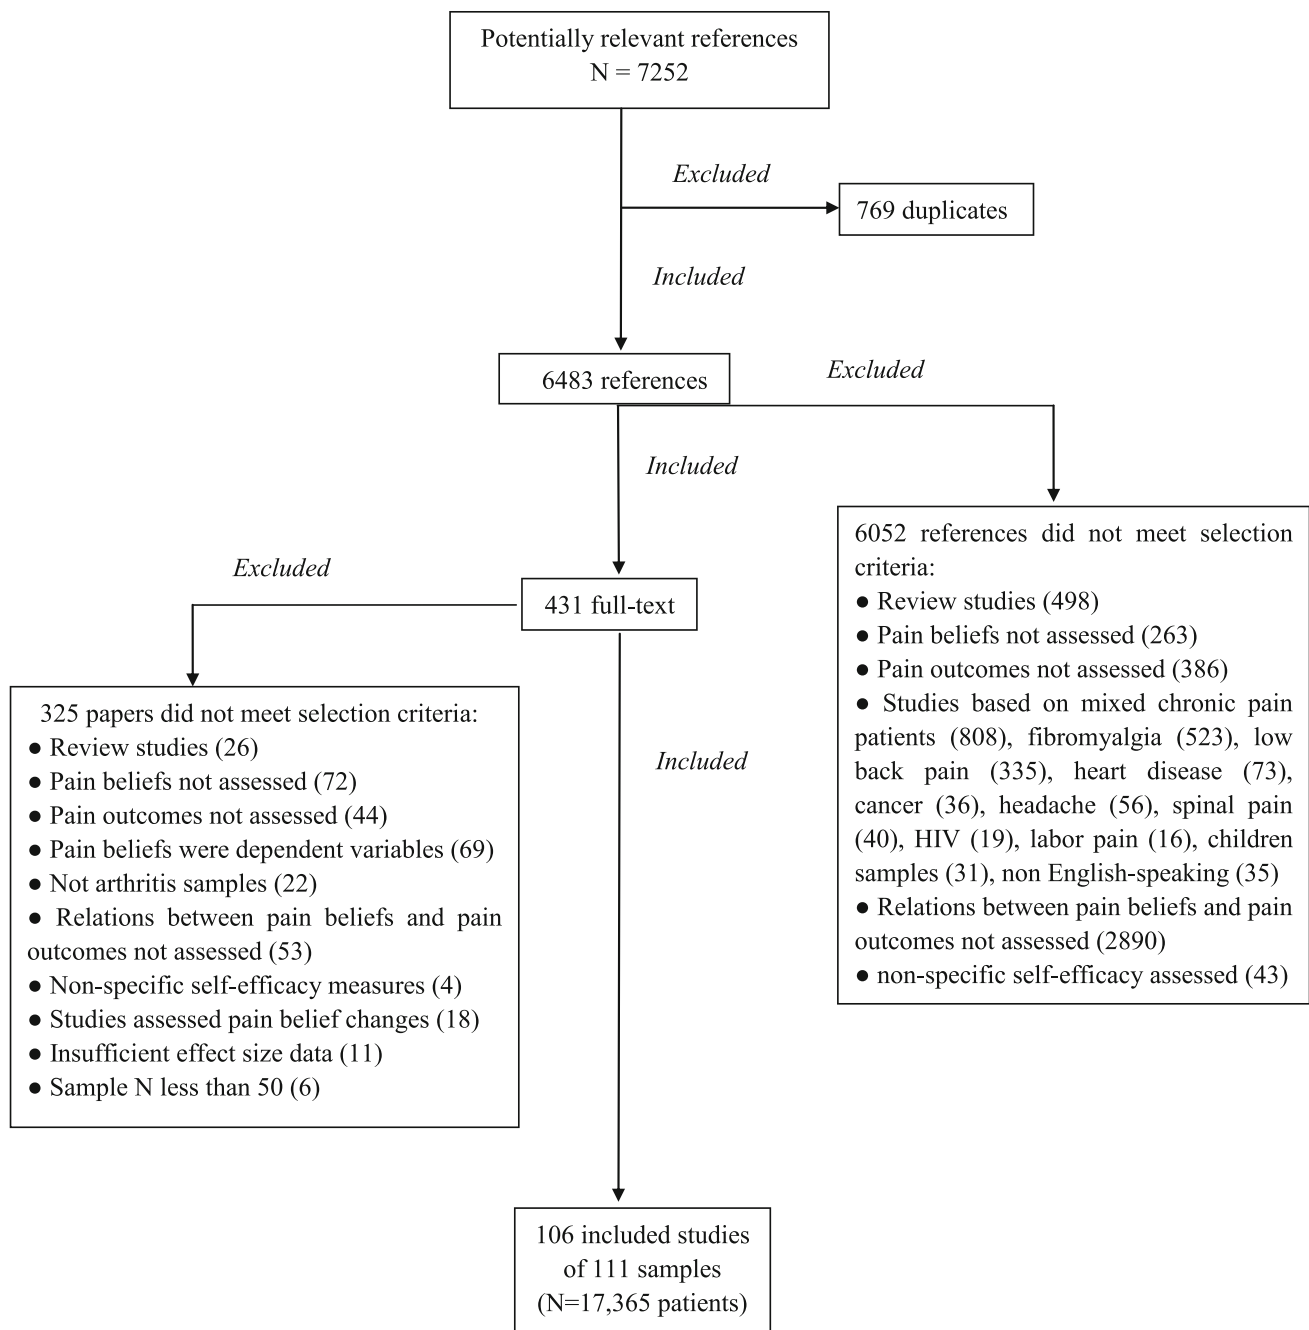 Potentially relevant references
N = 7252
Excluded
769 duplicates
Included
6483 references
Excluded
Included
6052 references did not meet selection
criteria:
● Review studies (498)
● Pain beliefs not assessed (263)
● Pain outcomes not assessed (386)
● Studies based on mixed chronic pain
patients (808), fibromyalgia (523), low
back pain (335), heart disease (73),
cancer (36), headache (56), spinal pain
(40), HIV (19), labor pain (16), children
samples (31), non English-speaking (35)
● Relations between pain beliefs and pain
outcomes not assessed (2890)
● non-specific self-efficacy assessed (43)
Excluded
431 full-text
325 papers did not meet selection criteria:
● Review studies (26)
● Pain beliefs not assessed (72)
● Pain outcomes not assessed (44)
● Pain beliefs were dependent variables (69)
● Not arthritis samples (22)
● Relations between pain beliefs and pain
outcomes not assessed (53)
● Non-specific self-efficacy measures (4)
● Studies assessed pain belief changes (18)
● Insufficient effect size data (11)
● Sample N less than 50 (6)
Included
106 included studies
of 111 samples
(N=17,365 patients)